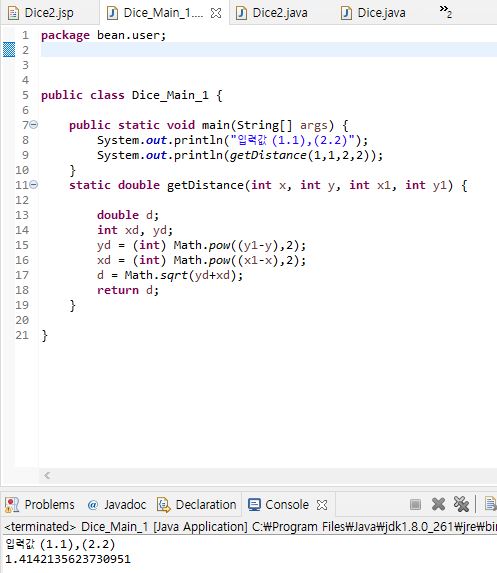 Dice2.jsp Dice_Main_1.... Dice2.java Dice.java »2
1 package bean.user;
2
3
4
5 public class Dice_Main_1 {
6
7 public static void main(String[] args) {
8 System.out.println("입력값 (1.1),(2.2)");
9 System.out.println(getDistance(1,1,2,2));
10 }
11 static double getDistance(int x, int y, int x1, int y1) {
12
13 double d;
14 int xd, yd;
15 yd = (int) Math.pow((y1-y),2);
16 xd = (int) Math.pow((x1-x),2);
17 d = Math.sqrt(yd+xd);
18 return d;
19 }
20
21 }
Problems @ Javadoc Declaration Console
<terminated> Dice_Main_1 [Java Application] C:₩Program Files₩Java₩jdk1.8.0_261₩jre₩bin
입력값 (1.1),(2.2)
1.4142135623730951